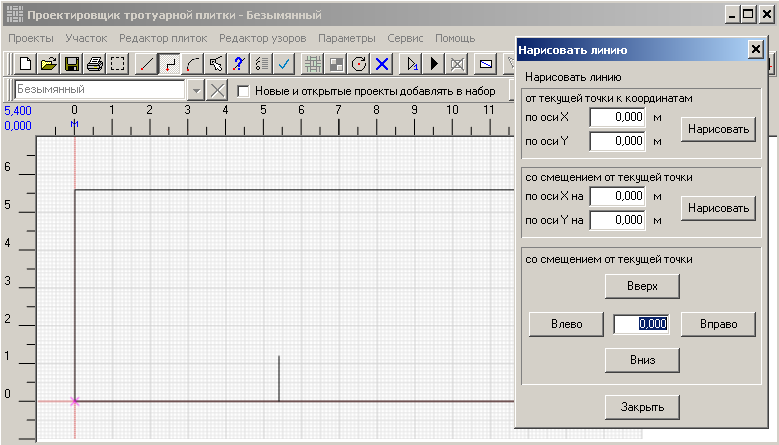 Проектировщик тротуарной плитки - Безымянный
Проекты Участок Редактор плиток Редактор узоров Параметры Сервис Помощь
Безымянный Новые и открытые проекты добавлять в набор
5,400
0,000
0 1 2 3 4 5 6 7 8 9 10 11
м
6
5
4
3
2
1
0
Нарисовать линию
Нарисовать линию
от текущей точки к координатам
по оси X 0,000 м
по оси Y 0,000 м
Нарисовать
со смещением от текущей точки
по оси X на 0,000 м
по оси Y на 0,000 м
Нарисовать
со смещением от текущей точки
Вверх
Влево 0,000 Вправо
Вниз
Закрыть